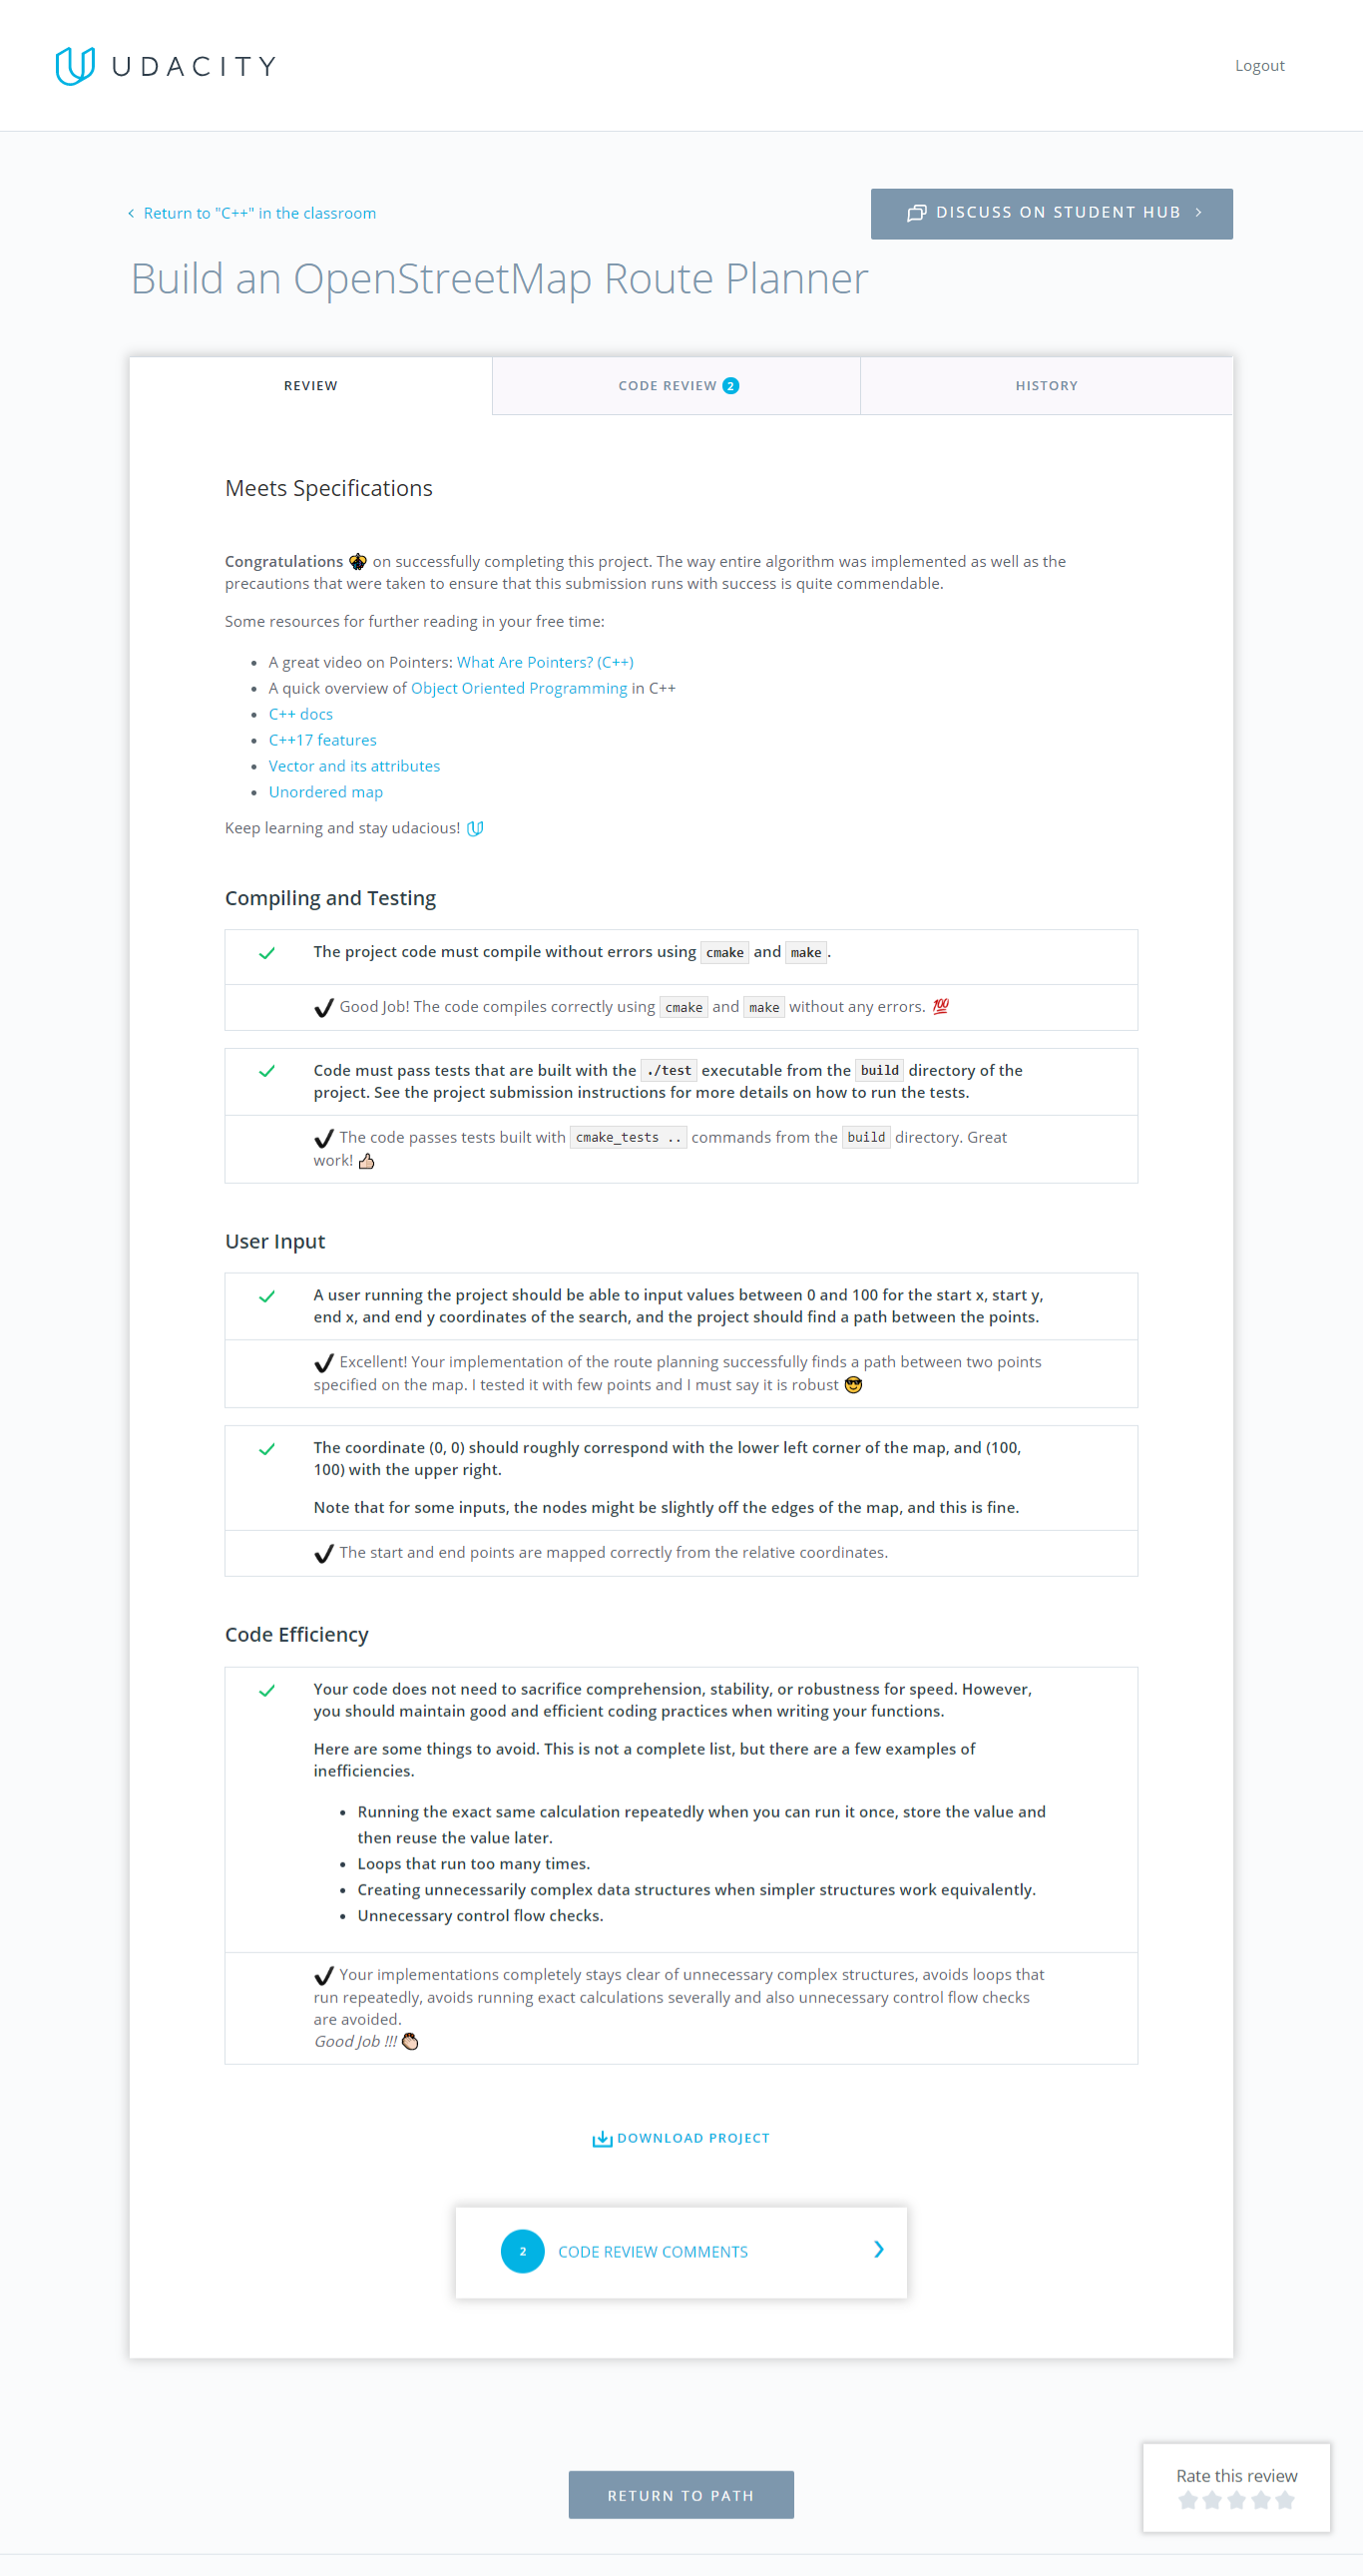 UDACITY
Logout
Return to "C++" in the classroom
DISCUSS ON STUDENT HUB
Build an OpenStreetMap Route Planner
REVIEW
CODE REVIEW 2
HISTORY
Meets Specifications
Congratulations on successfully completing this project. The way entire algorithm was implemented as well as the
precautions that were taken to ensure that this submission runs with success is quite commendable.
Some resources for further reading in your free time:
A great video on Pointers: What Are Pointers? (C++)
A quick overview of Object Oriented Programming in C++
C++ docs
C++17 features
Vector and its attributes
Unordered map
Keep learning and stay udacious!
Compiling and Testing
The project code must compile without errors using cmake and make.
✔ Good Job! The code compiles correctly using cmake and make without any errors. 💯
Code must pass tests that are built with the ./test executable from the build directory of the
project. See the project submission instructions for more details on how to run the tests.
✔ The code passes tests built with cmake_tests .. commands from the build directory. Great
work! 👍
User Input
A user running the project should be able to input values between 0 and 100 for the start x, start y,
end x, and end y coordinates of the search, and the project should find a path between the points.
✔ Excellent! Your implementation of the route planning successfully finds a path between two points
specified on the map. I tested it with few points and I must say it is robust 😎
The coordinate (0, 0) should roughly correspond with the lower left corner of the map, and (100,
100) with the upper right.
Note that for some inputs, the nodes might be slightly off the edges of the map, and this is fine.
✔ The start and end points are mapped correctly from the relative coordinates.
Code Efficiency
Your code does not need to sacrifice comprehension, stability, or robustness for speed. However,
you should maintain good and efficient coding practices when writing your functions.
Here are some things to avoid. This is not a complete list, but there are a few examples of
inefficiencies.
Running the exact same calculation repeatedly when you can run it once, store the value and
then reuse the value later.
Loops that run too many times.
Creating unnecessarily complex data structures when simpler structures work equivalently.
Unnecessary control flow checks.
✔ Your implementations completely stays clear of unnecessary complex structures, avoids loops that
run repeatedly, avoids running exact calculations severally and also unnecessary control flow checks
are avoided.
Good Job !!! 👏
DOWNLOAD PROJECT
2 CODE REVIEW COMMENTS
RETURN TO PATH
Rate this review